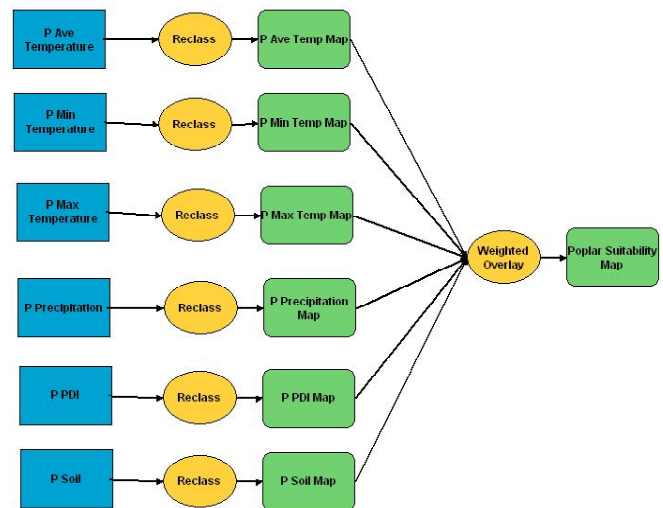 P Ave
Temperature
Reclass
P Ave Temp Map
P Min
Temperature
Reclass
P Min Temp Map
P Max
Temperature
Reclass
P Max Temp Map
Weighted
Overlay
Poplar Suitability
Map
P Precipitation
Reclass
P Precipitation
Map
P PDI
Reclass
P PDI Map
P Soil
Reclass
P Soil Map